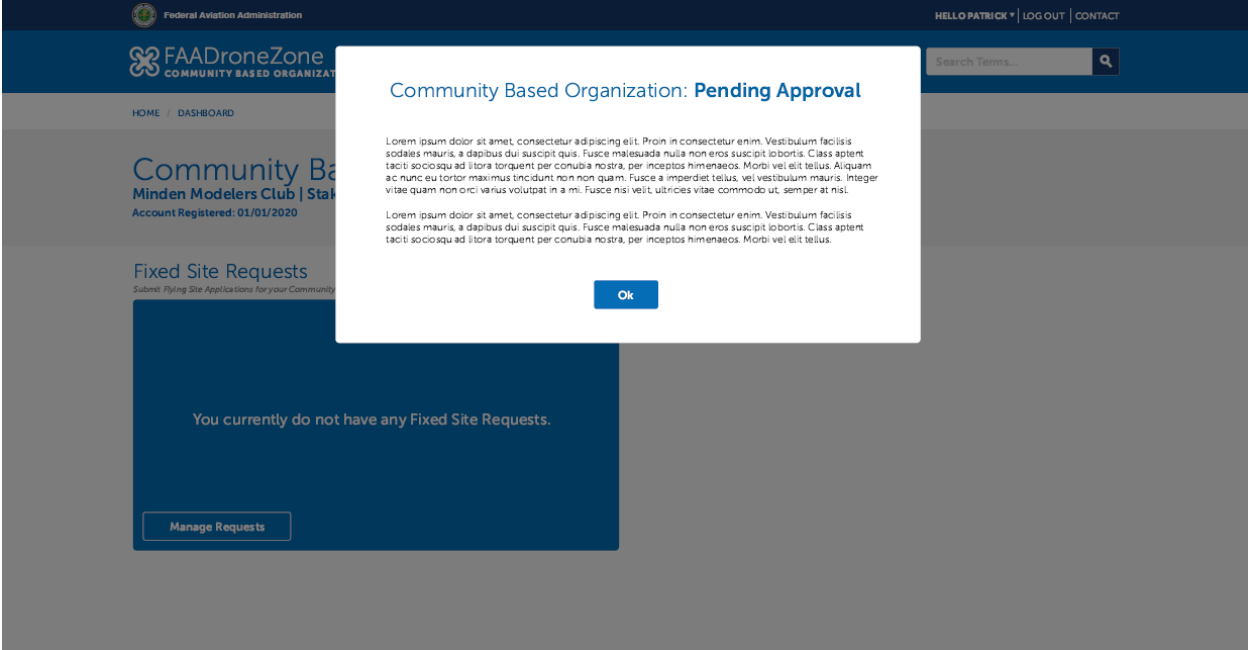 Federal Aviation Administration
HELLO PATRICK ▾ | LOG OUT | CONTACT
FAADroneZone
COMMUNITY BASED ORGANIZAT
Search Terms...
HOME / DASHBOARD
Community Ba
Minden Modelers Club | Stak
Account Registered: 01/01/2020
Community Based Organization: Pending Approval
Lorem ipsum dolor sit amet, consectetur adipiscing elit. Proin in consectetur enim. Vestibulum facilisis
sodales mauris, a dapibus dui suscipit quis. Fusce malesuada nulla non eros suscipit lobortis. Class aptent
taciti sociosqu ad litora torquent per conubia nostra, per inceptos himenaeos. Morbi vel elit tellus. Aliquam
ac nunc eu tortor maximus tincidunt non non quam. Fusce a imperdiet tellus, vel vestibulum mauris. Integer
vitae quam non orci varius volutpat in a mi. Fusce nisi velit, ultricies vitae commodo ut, semper at nisl.
Lorem ipsum dolor sit amet, consectetur adipiscing elit. Proin in consectetur enim. Vestibulum facilisis
sodales mauris, a dapibus dui suscipit quis. Fusce malesuada nulla non eros suscipit lobortis. Class aptent
taciti sociosqu ad litora torquent per conubia nostra, per inceptos himenaeos. Morbi vel elit tellus.
Ok
Fixed Site Requests
Submit Flying Site Applications for your Community
You currently do not have any Fixed Site Requests.
Manage Requests